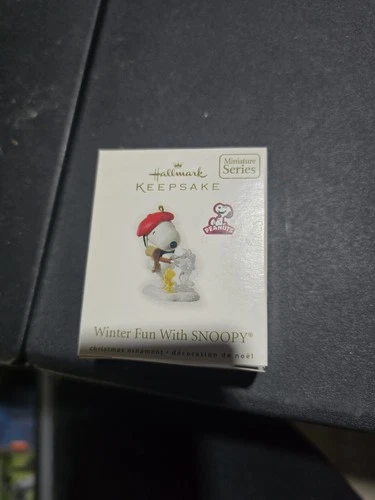 Hallmark
KEEPSAKE
Miniature
Series
PEANUTS
Winter Fun With SNOOPY®
christmas ornament • décoration de noël